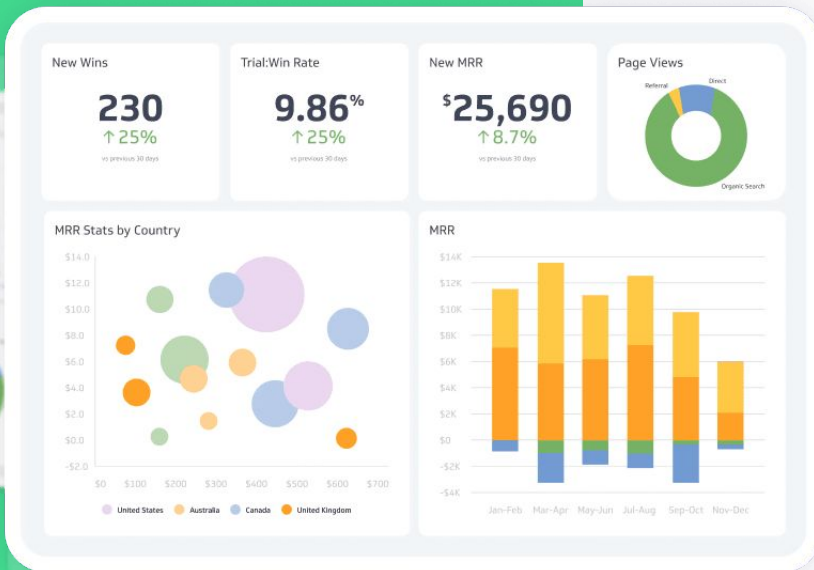 New Wins
230
↑25%
vs previous 30 days
Trial:Win Rate
9.86%
↑25%
vs previous 30 days
New MRR
$25,690
↑8.7%
vs previous 30 days
Page Views
Referral
Direct
Organic Search
MRR Stats by Country
$14.0
$12.0
$10.0
$8.0
$6.0
$4.0
$2.0
$0.0
-$2.0
$0 $100 $200 $300 $400 $500 $600 $700
United States Australia Canada United Kingdom
MRR
$14K
$12K
$10K
$8K
$6K
$4K
$2K
$0
-$2K
-$4K
Jan-Feb Mar-Apr May-Jun Jul-Aug Sep-Oct Nov-Dec